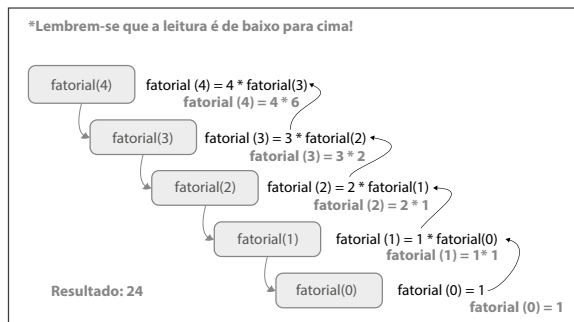 *Lembrem-se que a leitura é de baixo para cima!
fatorial(4) fatorial (4) = 4 * fatorial(3)
fatorial (4) = 4 * 6
fatorial(3) fatorial (3) = 3 * fatorial(2)
fatorial (3) = 3 * 2
fatorial(2) fatorial (2) = 2 * fatorial(1)
fatorial (2) = 2 * 1
fatorial(1) fatorial (1) = 1 * fatorial(0)
fatorial (1) = 1* 1
Resultado: 24 fatorial(0) fatorial (0) = 1
fatorial (0) = 1